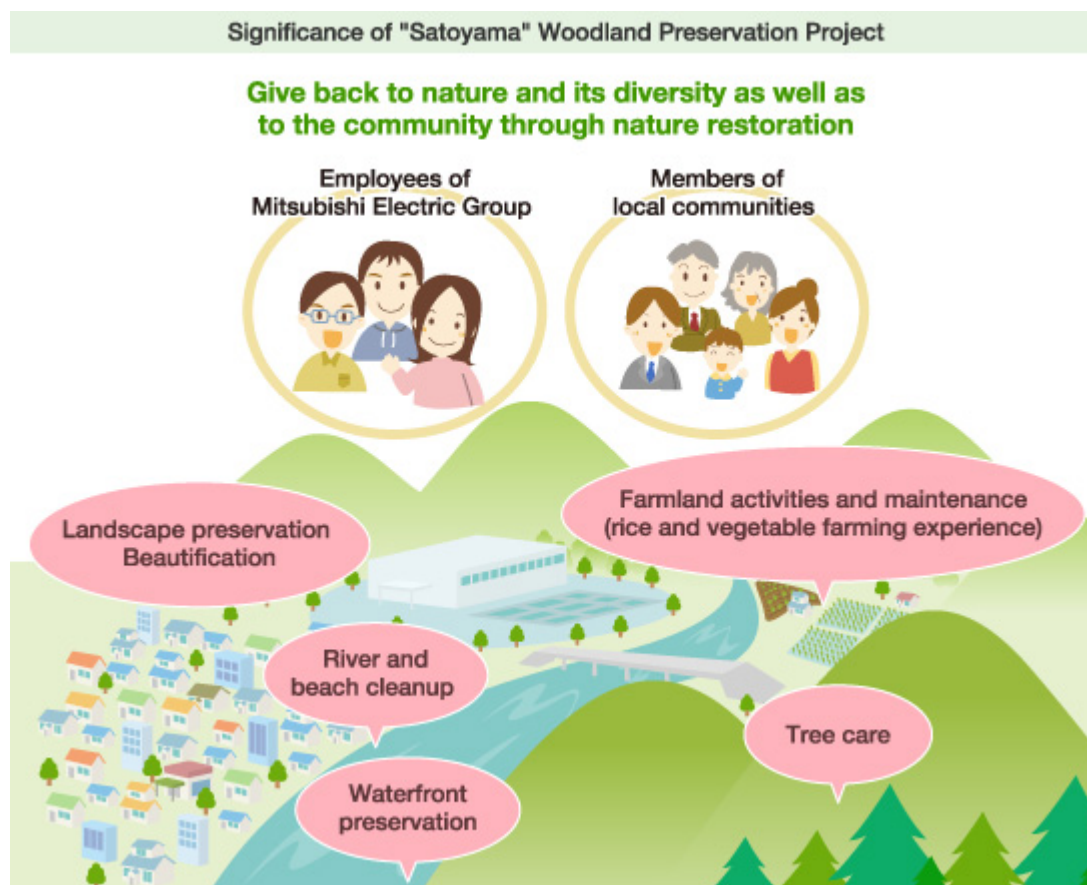 Significance of "Satoyama" Woodland Preservation Project
Give back to nature and its diversity as well as
to the community through nature restoration
Employees of
Mitsubishi Electric Group
Members of
local communities
Landscape preservation
Beautification
Farmland activities and maintenance
(rice and vegetable farming experience)
River and
beach cleanup
Tree care
Waterfront
preservation